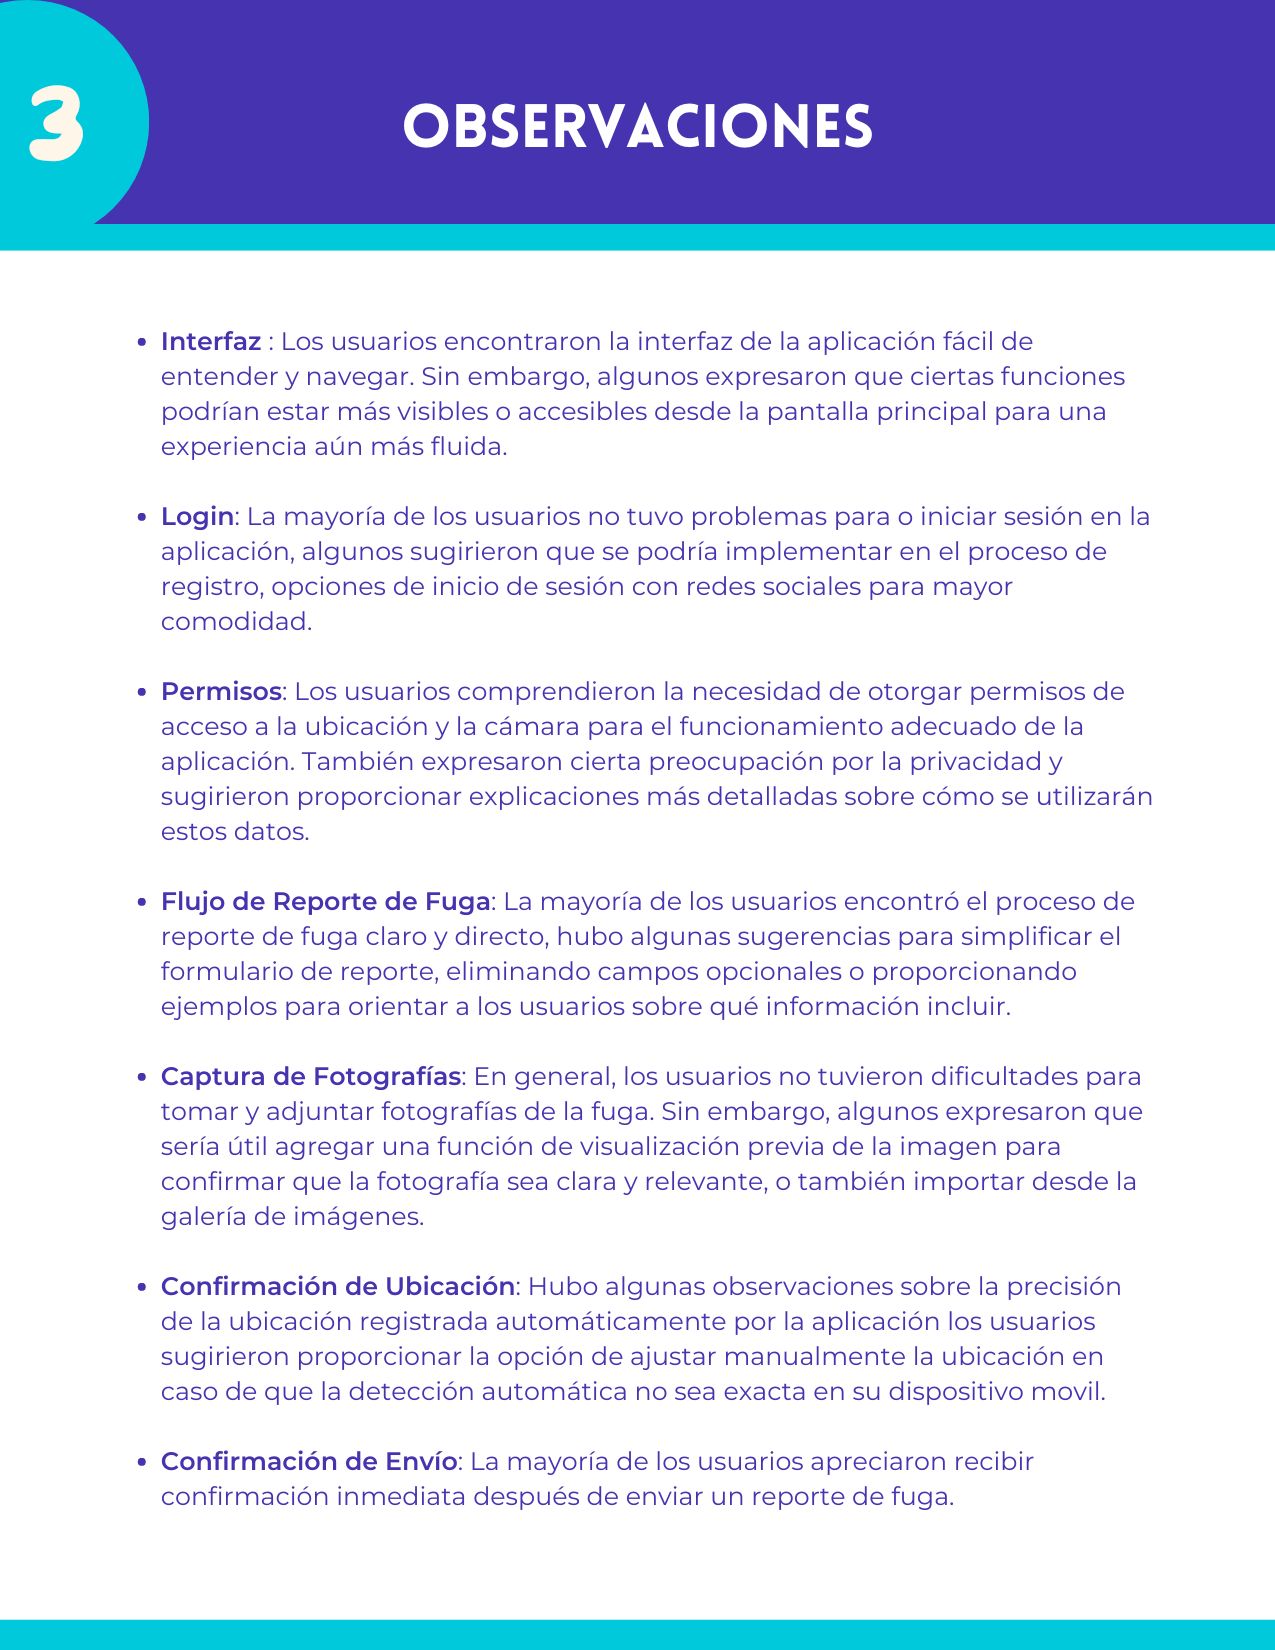 3
OBSERVACIONES
• Interfaz : Los usuarios encontraron la interfaz de la aplicación fácil de
entender y navegar. Sin embargo, algunos expresaron que ciertas funciones
podrían estar más visibles o accesibles desde la pantalla principal para una
experiencia aún más fluida.
• Login: La mayoría de los usuarios no tuvo problemas para o iniciar sesión en la
aplicación, algunos sugirieron que se podría implementar en el proceso de
registro, opciones de inicio de sesión con redes sociales para mayor
comodidad.
• Permisos: Los usuarios comprendieron la necesidad de otorgar permisos de
acceso a la ubicación y la cámara para el funcionamiento adecuado de la
aplicación. También expresaron cierta preocupación por la privacidad y
sugirieron proporcionar explicaciones más detalladas sobre cómo se utilizarán
estos datos.
• Flujo de Reporte de Fuga: La mayoría de los usuarios encontró el proceso de
reporte de fuga claro y directo, hubo algunas sugerencias para simplificar el
formulario de reporte, eliminando campos opcionales o proporcionando
ejemplos para orientar a los usuarios sobre qué información incluir.
• Captura de Fotografías: En general, los usuarios no tuvieron dificultades para
tomar y adjuntar fotografías de la fuga. Sin embargo, algunos expresaron que
sería útil agregar una función de visualización previa de la imagen para
confirmar que la fotografía sea clara y relevante, o también importar desde la
galería de imágenes.
• Confirmación de Ubicación: Hubo algunas observaciones sobre la precisión
de la ubicación registrada automáticamente por la aplicación los usuarios
sugirieron proporcionar la opción de ajustar manualmente la ubicación en
caso de que la detección automática no sea exacta en su dispositivo movil.
• Confirmación de Envío: La mayoría de los usuarios apreciaron recibir
confirmación inmediata después de enviar un reporte de fuga.